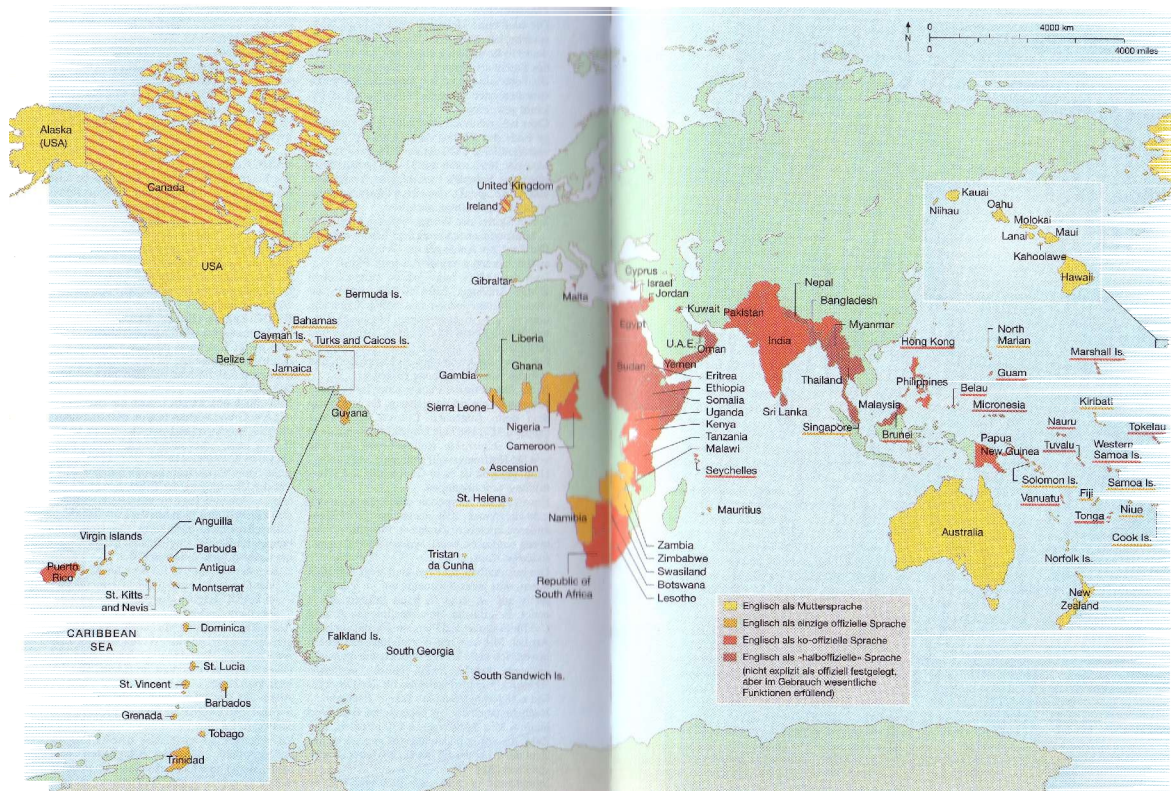 0
4000 km
N
0
4000 miles
Alaska
(USA)
Canada
USA
United Kingdom
Ireland
Gibraltar
Malta
Cyprus
Israel
Jordan
Kuwait
Pakistan
Nepal
Bangladesh
Myanmar
Egypt
U.A.E.
Oman
Yemen
India
Hong Kong
Sudan
Eritrea
Ethiopia
Somalia
Uganda
Kenya
Tanzania
Malawi
Thailand
Sri Lanka
Philippines
Malaysia
Singapore
Brunei
Seychelles
Mauritius
Kauai
Niihau
Oahu
Molokai
Lanai
Maui
Kahoolawe
Hawaii
North
Marian
Guam
Marshall Is.
Belau
Micronesia
Kiribati
Nauru
Tokelau
Papua
New Guinea
Tuvalu
Western
Samoa Is.
Solomon Is.
Samoa Is.
Vanuatu
Fiji
Niue
Tonga
Cook Is.
Norfolk Is.
Australia
New
Zealand
Bermuda Is.
Bahamas
Cayman Is.
Turks and Caicos Is.
Belize
Jamaica
Guyana
Liberia
Ghana
Gambia
Sierra Leone
Nigeria
Cameroon
Ascension
St. Helena
Namibia
Tristan
da Cunha
Republic of
South Africa
Zambia
Zimbabwe
Swasiland
Botswana
Lesotho
Falkland Is.
South Georgia
South Sandwich Is.
Anguilla
Virgin Islands
Barbuda
Puerto
Rico
Antigua
St. Kitts
and Nevis
Montserrat
CARIBBEAN
SEA
Dominica
St. Lucia
St. Vincent
Barbados
Grenada
Tobago
Trinidad
Englisch als Muttersprache
Englisch als einzige offizielle Sprache
Englisch als ko-offizielle Sprache
Englisch als »halboffizielle« Sprache
(nicht explizit als offiziell festgelegt,
aber im Gebrauch wesentliche
Funktionen erfüllend)